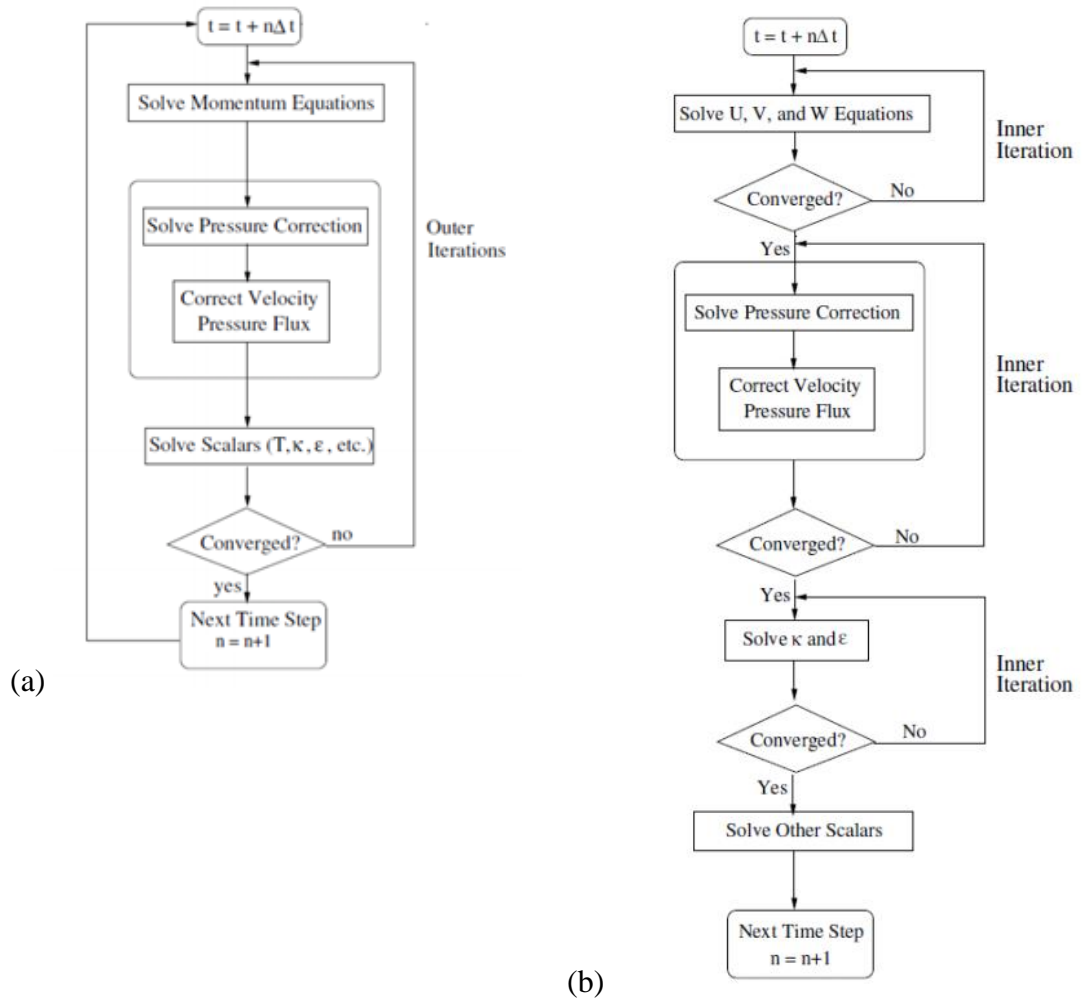 t = t + nΔ t
Solve Momentum Equations
Solve Pressure Correction
Correct Velocity
Pressure Flux
Outer
Iterations
Solve Scalars (T,κ,ε, etc.)
Converged?
no
yes
Next Time Step
n = n+1
(a)
t = t + nΔ t
Solve U, V, and W Equations
Inner
Iteration
Converged?
No
Yes
Solve Pressure Correction
Correct Velocity
Pressure Flux
Inner
Iteration
Converged?
No
Yes
Solve κ and ε
Inner
Iteration
Converged?
No
Yes
Solve Other Scalars
Next Time Step
n = n+1
(b)